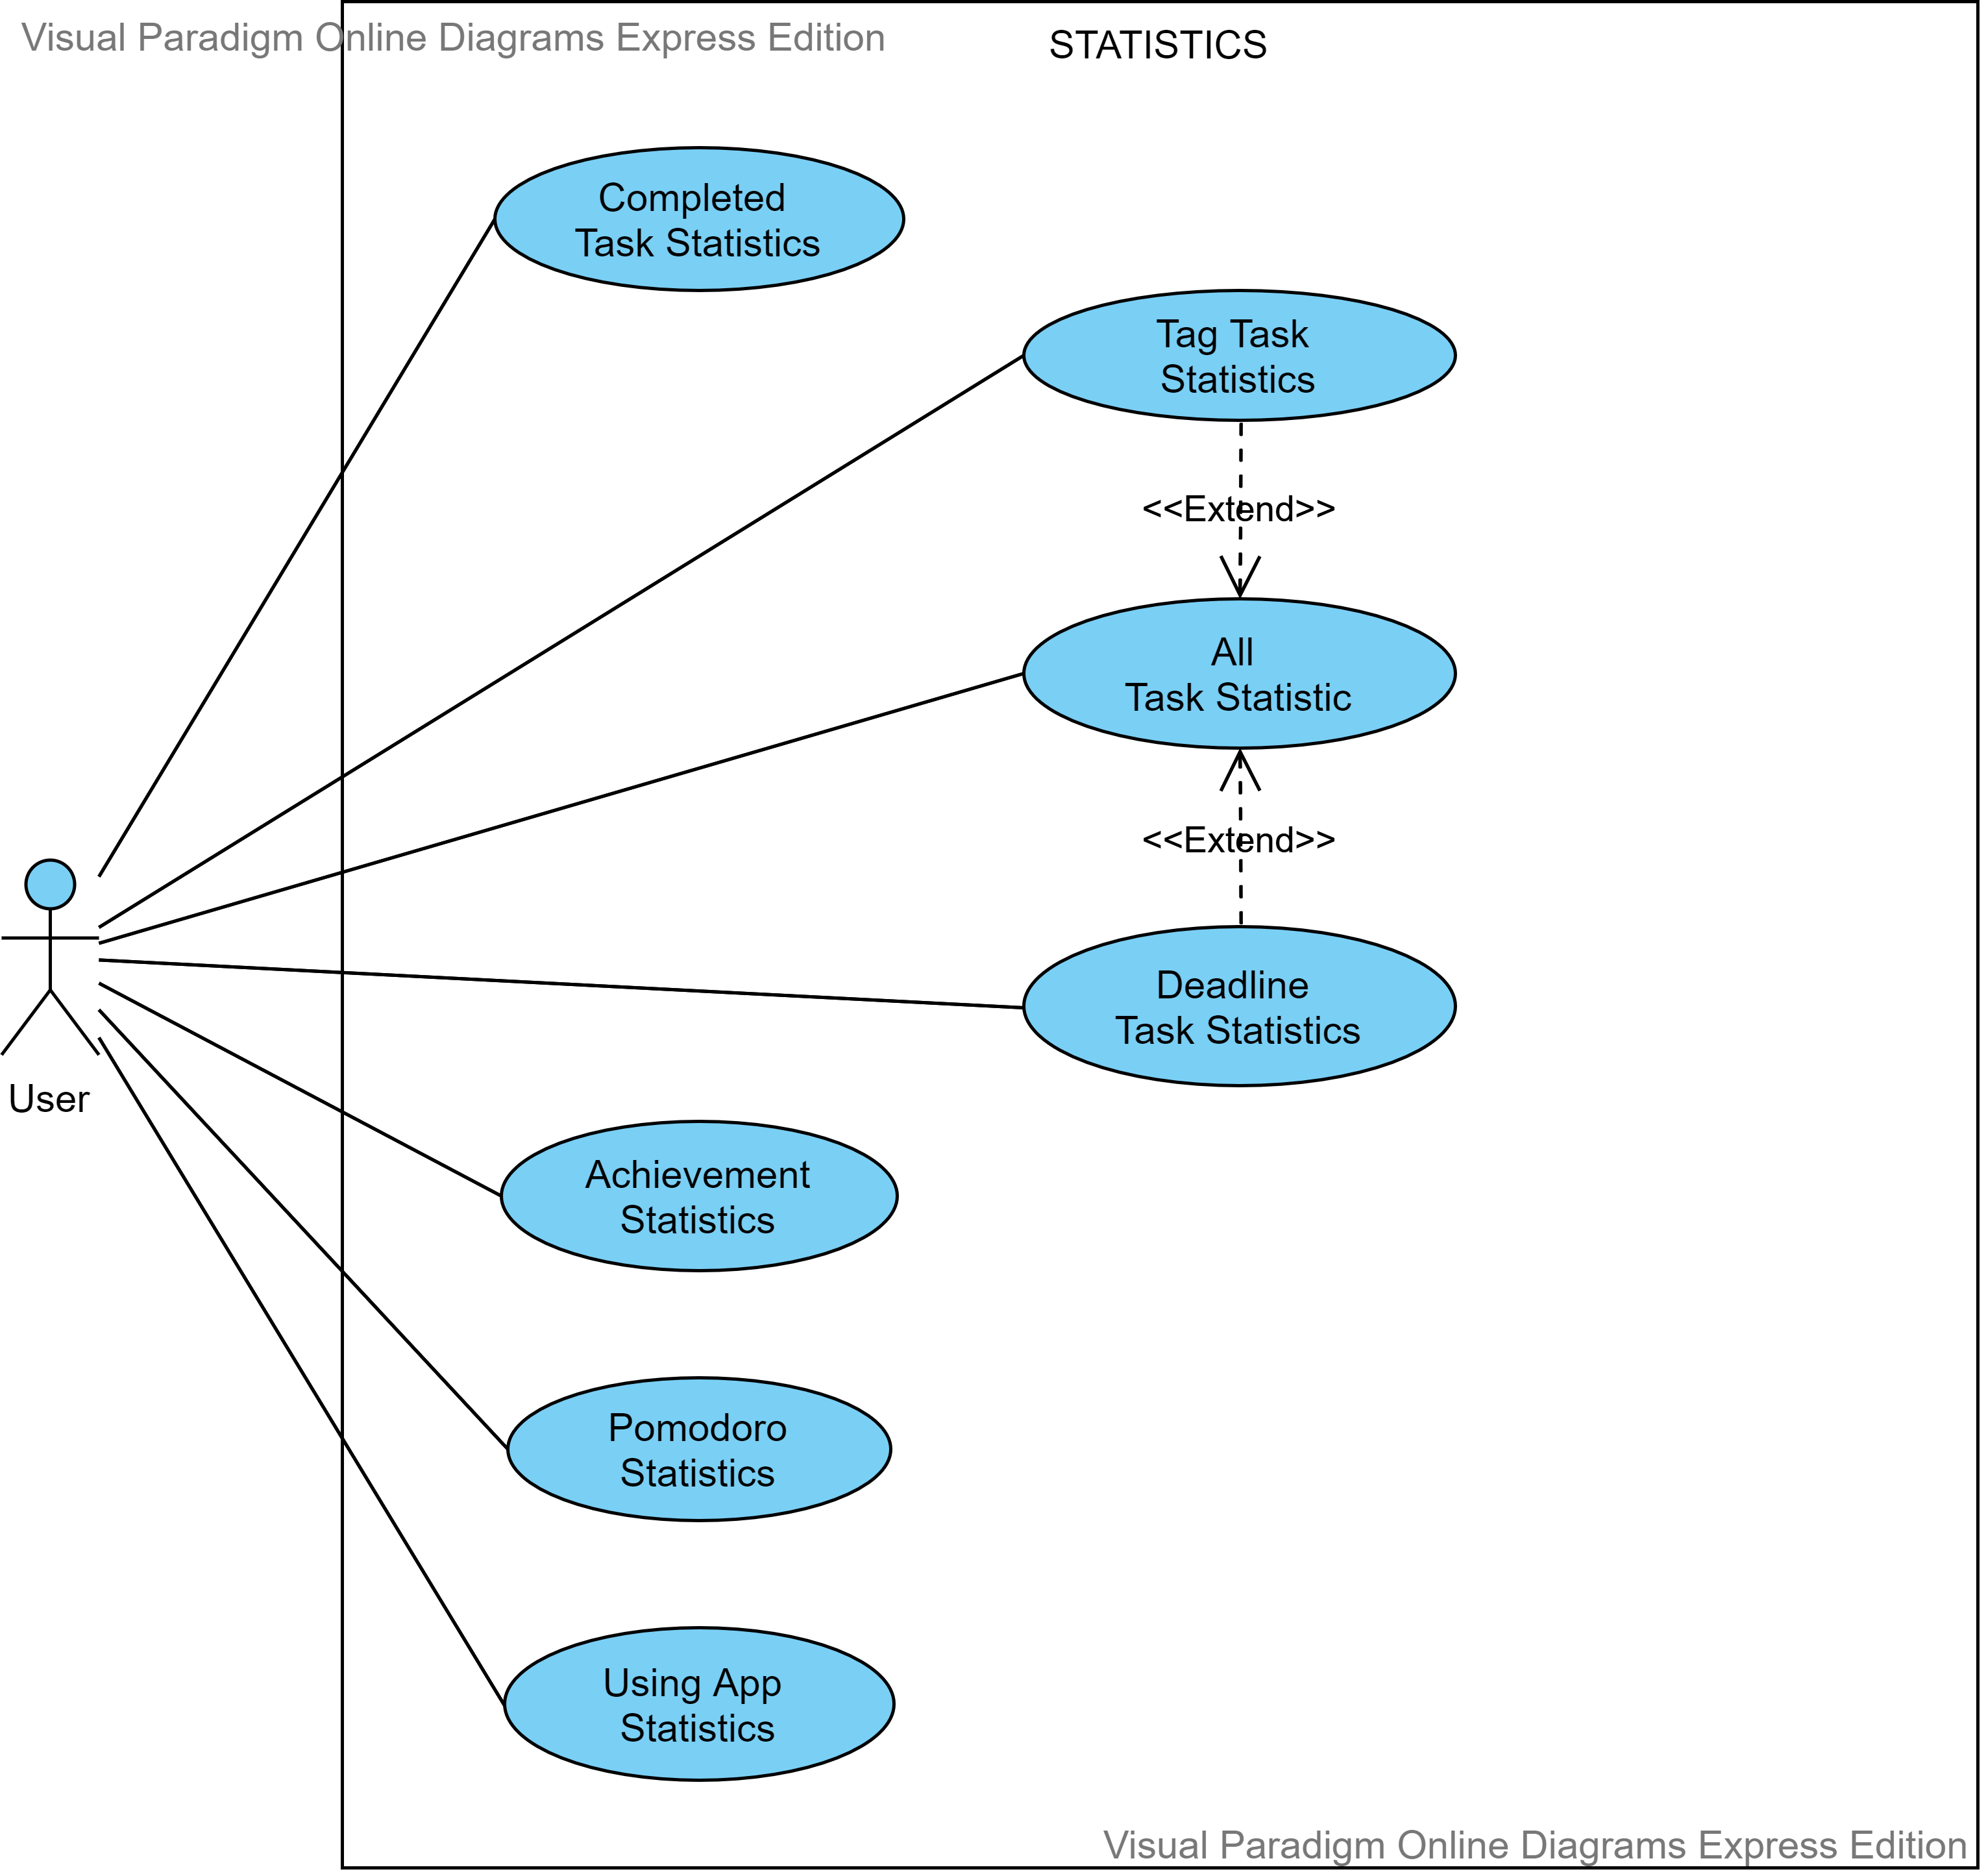 Visual Paradigm Online Diagrams Express Edition
STATISTICS
Completed
Task Statistics
Tag Task
Statistics
<<Extend>>
All
Task Statistic
<<Extend>>
Deadline
Task Statistics
User
Achievement
Statistics
Pomodoro
Statistics
Using App
Statistics
Visual Paradigm Online Diagrams Express Edition